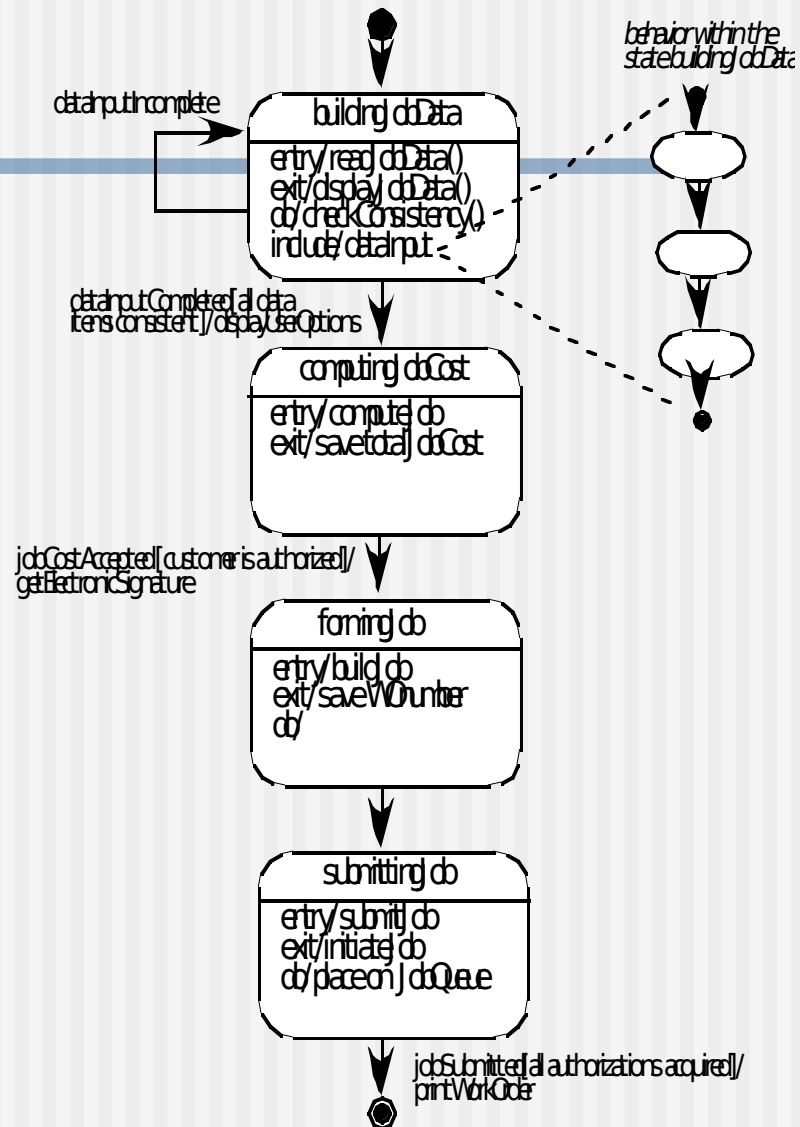 behavior within the
state buildingJobData
dataInputIncomplete
buildingJobData
entry/readJobData()
exit/displayJobData()
do/checkConsistency()
include/dataInput
dataInputCompleted[all data
items consistent]/displayUserOptions
computingJobCost
entry/computeJob
exit/save totalJobCost
jobCostAccepted[customer is authorized]/
getElectronicSignature
formingJob
entry/buildJob
exit/save WOnumber
do/
submittingJob
entry/submitJob
exit/initiateJob
do/place on JobQueue
jobSubmitted[all authorizations acquired]/
printWorkOrder